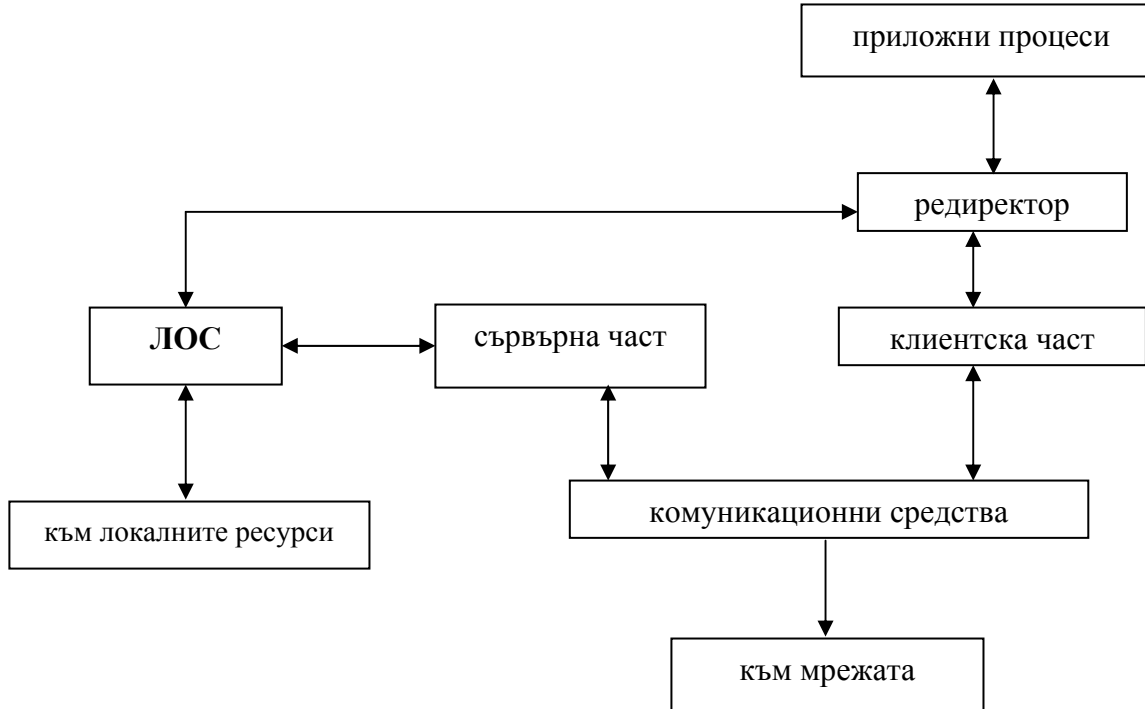 приложни процеси
редиректор
ЛОС
сървърна част
клиентска част
към локалните ресурси
комуникационни средства
към мрежата